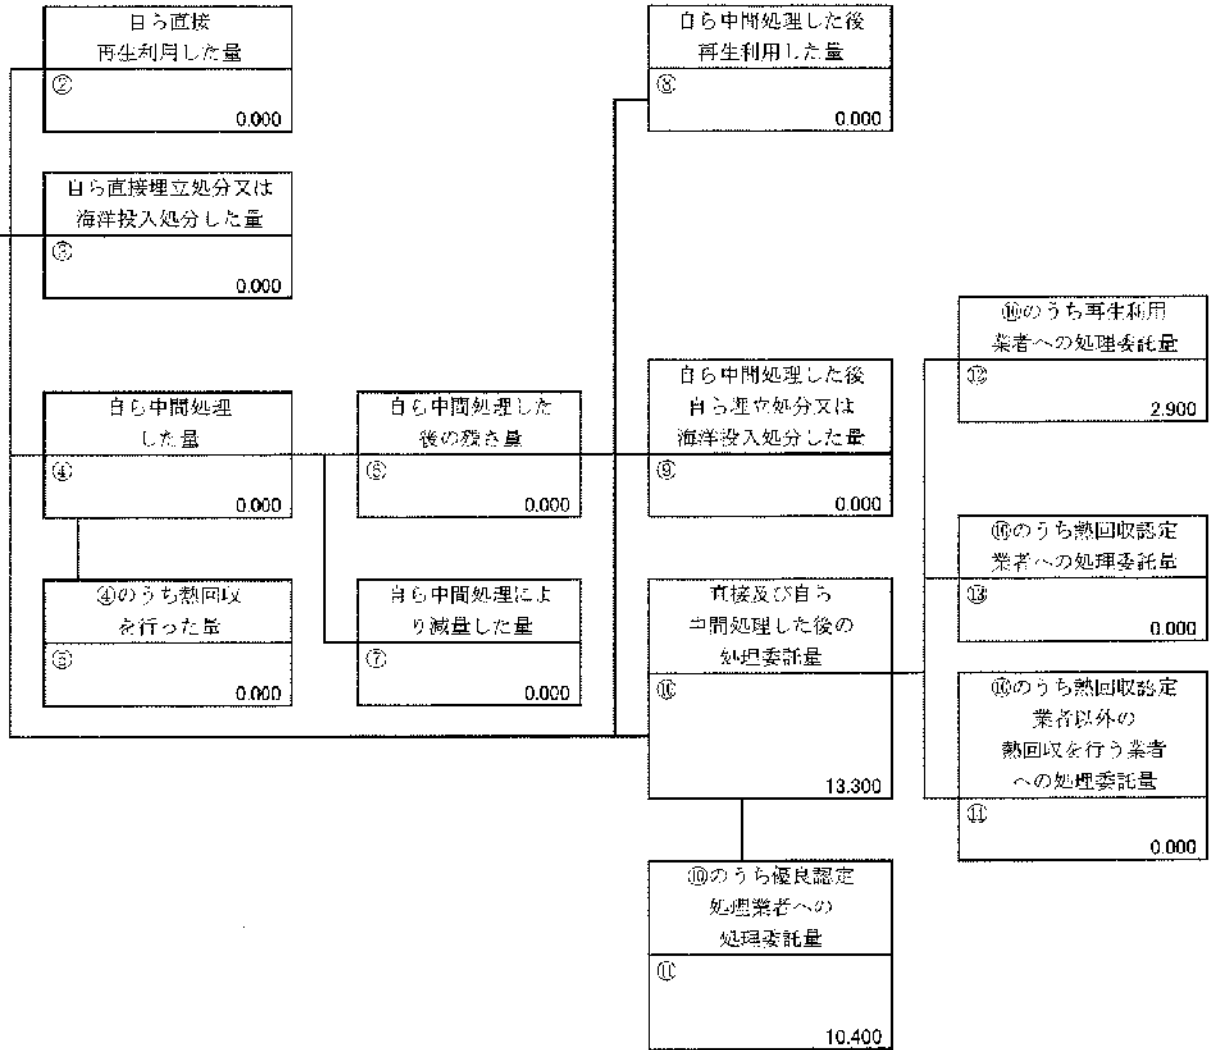 自ら直接
再生利用した量
②
0.000
自ら中間処理した後
再生利用した量
⑧
0.000
自ら直接埋立処分又は
海洋投入処分した量
③
0.000
⑩のうち再生利用
業者への処理委託量
⑫
2.900
自ら中間処理
した量
④
0.000
自ら中間処理した
後の残さ量
⑥
0.000
自ら中間処理した後
自ら埋立処分又は
海洋投入処分した量
⑨
0.000
⑩のうち熱回収認定
業者への処理委託量
⑬
0.000
④のうち熱回収
を行った量
⑤
0.000
自ら中間処理によ
り減量した量
⑦
0.000
直接及び自ら
中間処理した後の
処理委託量
⑩
13.300
⑩のうち熱回収認定
業者以外の
熱回収を行う業者
への処理委託量
⑭
0.000
⑩のうち優良認定
処理業者への
処理委託量
⑪
10.400